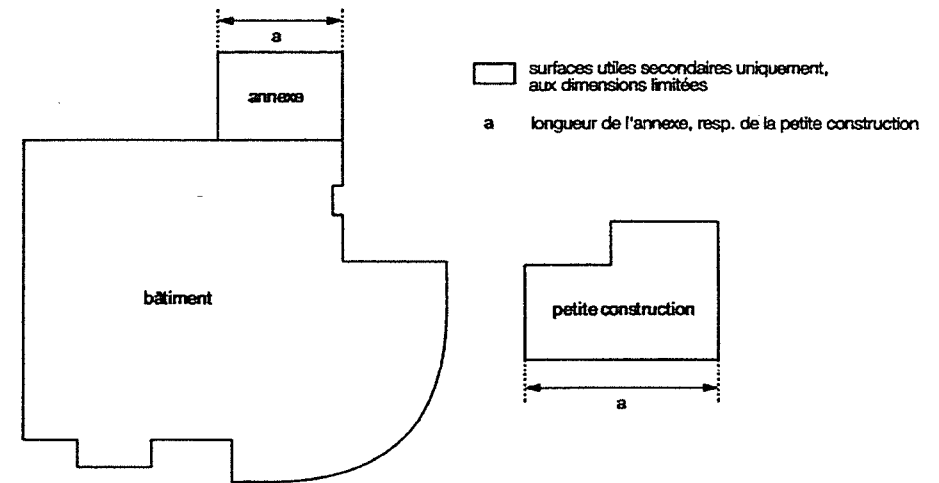 a
annexe
surfaces utiles secondaires uniquement,
aux dimensions limitées
a longueur de l'annexe, resp. de la petite construction
bâtiment
petite construction
a